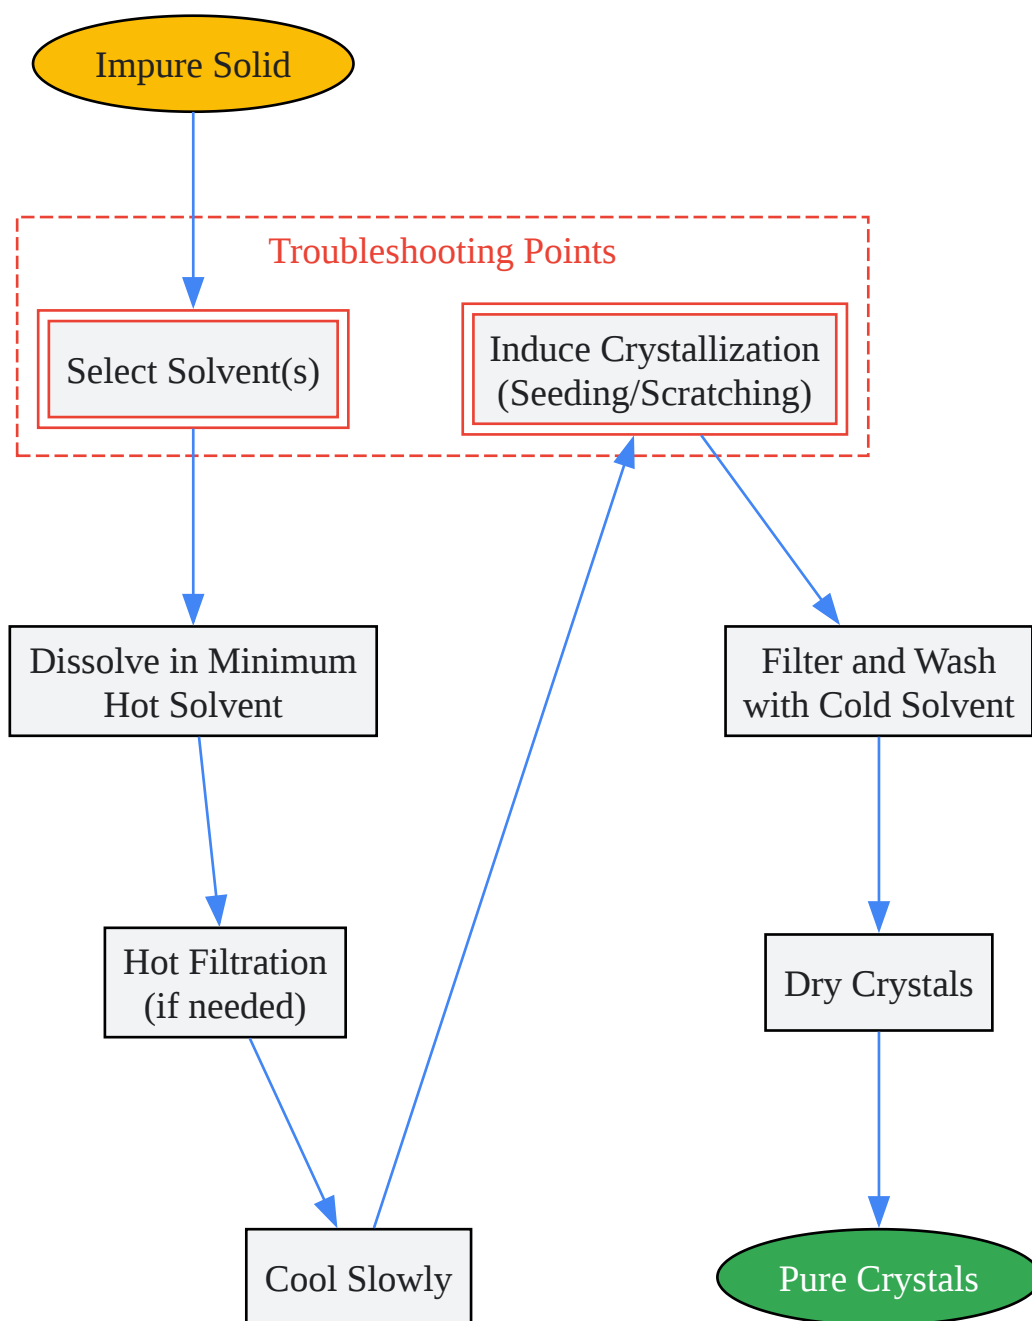 Impure Solid
Troubleshooting Points
Select Solvent(s)
Induce Crystallization
(Seeding/Scratching)
Dissolve in Minimum
Hot Solvent
Filter and Wash
with Cold Solvent
Hot Filtration
(if needed)
Dry Crystals
Cool Slowly
Pure Crystals